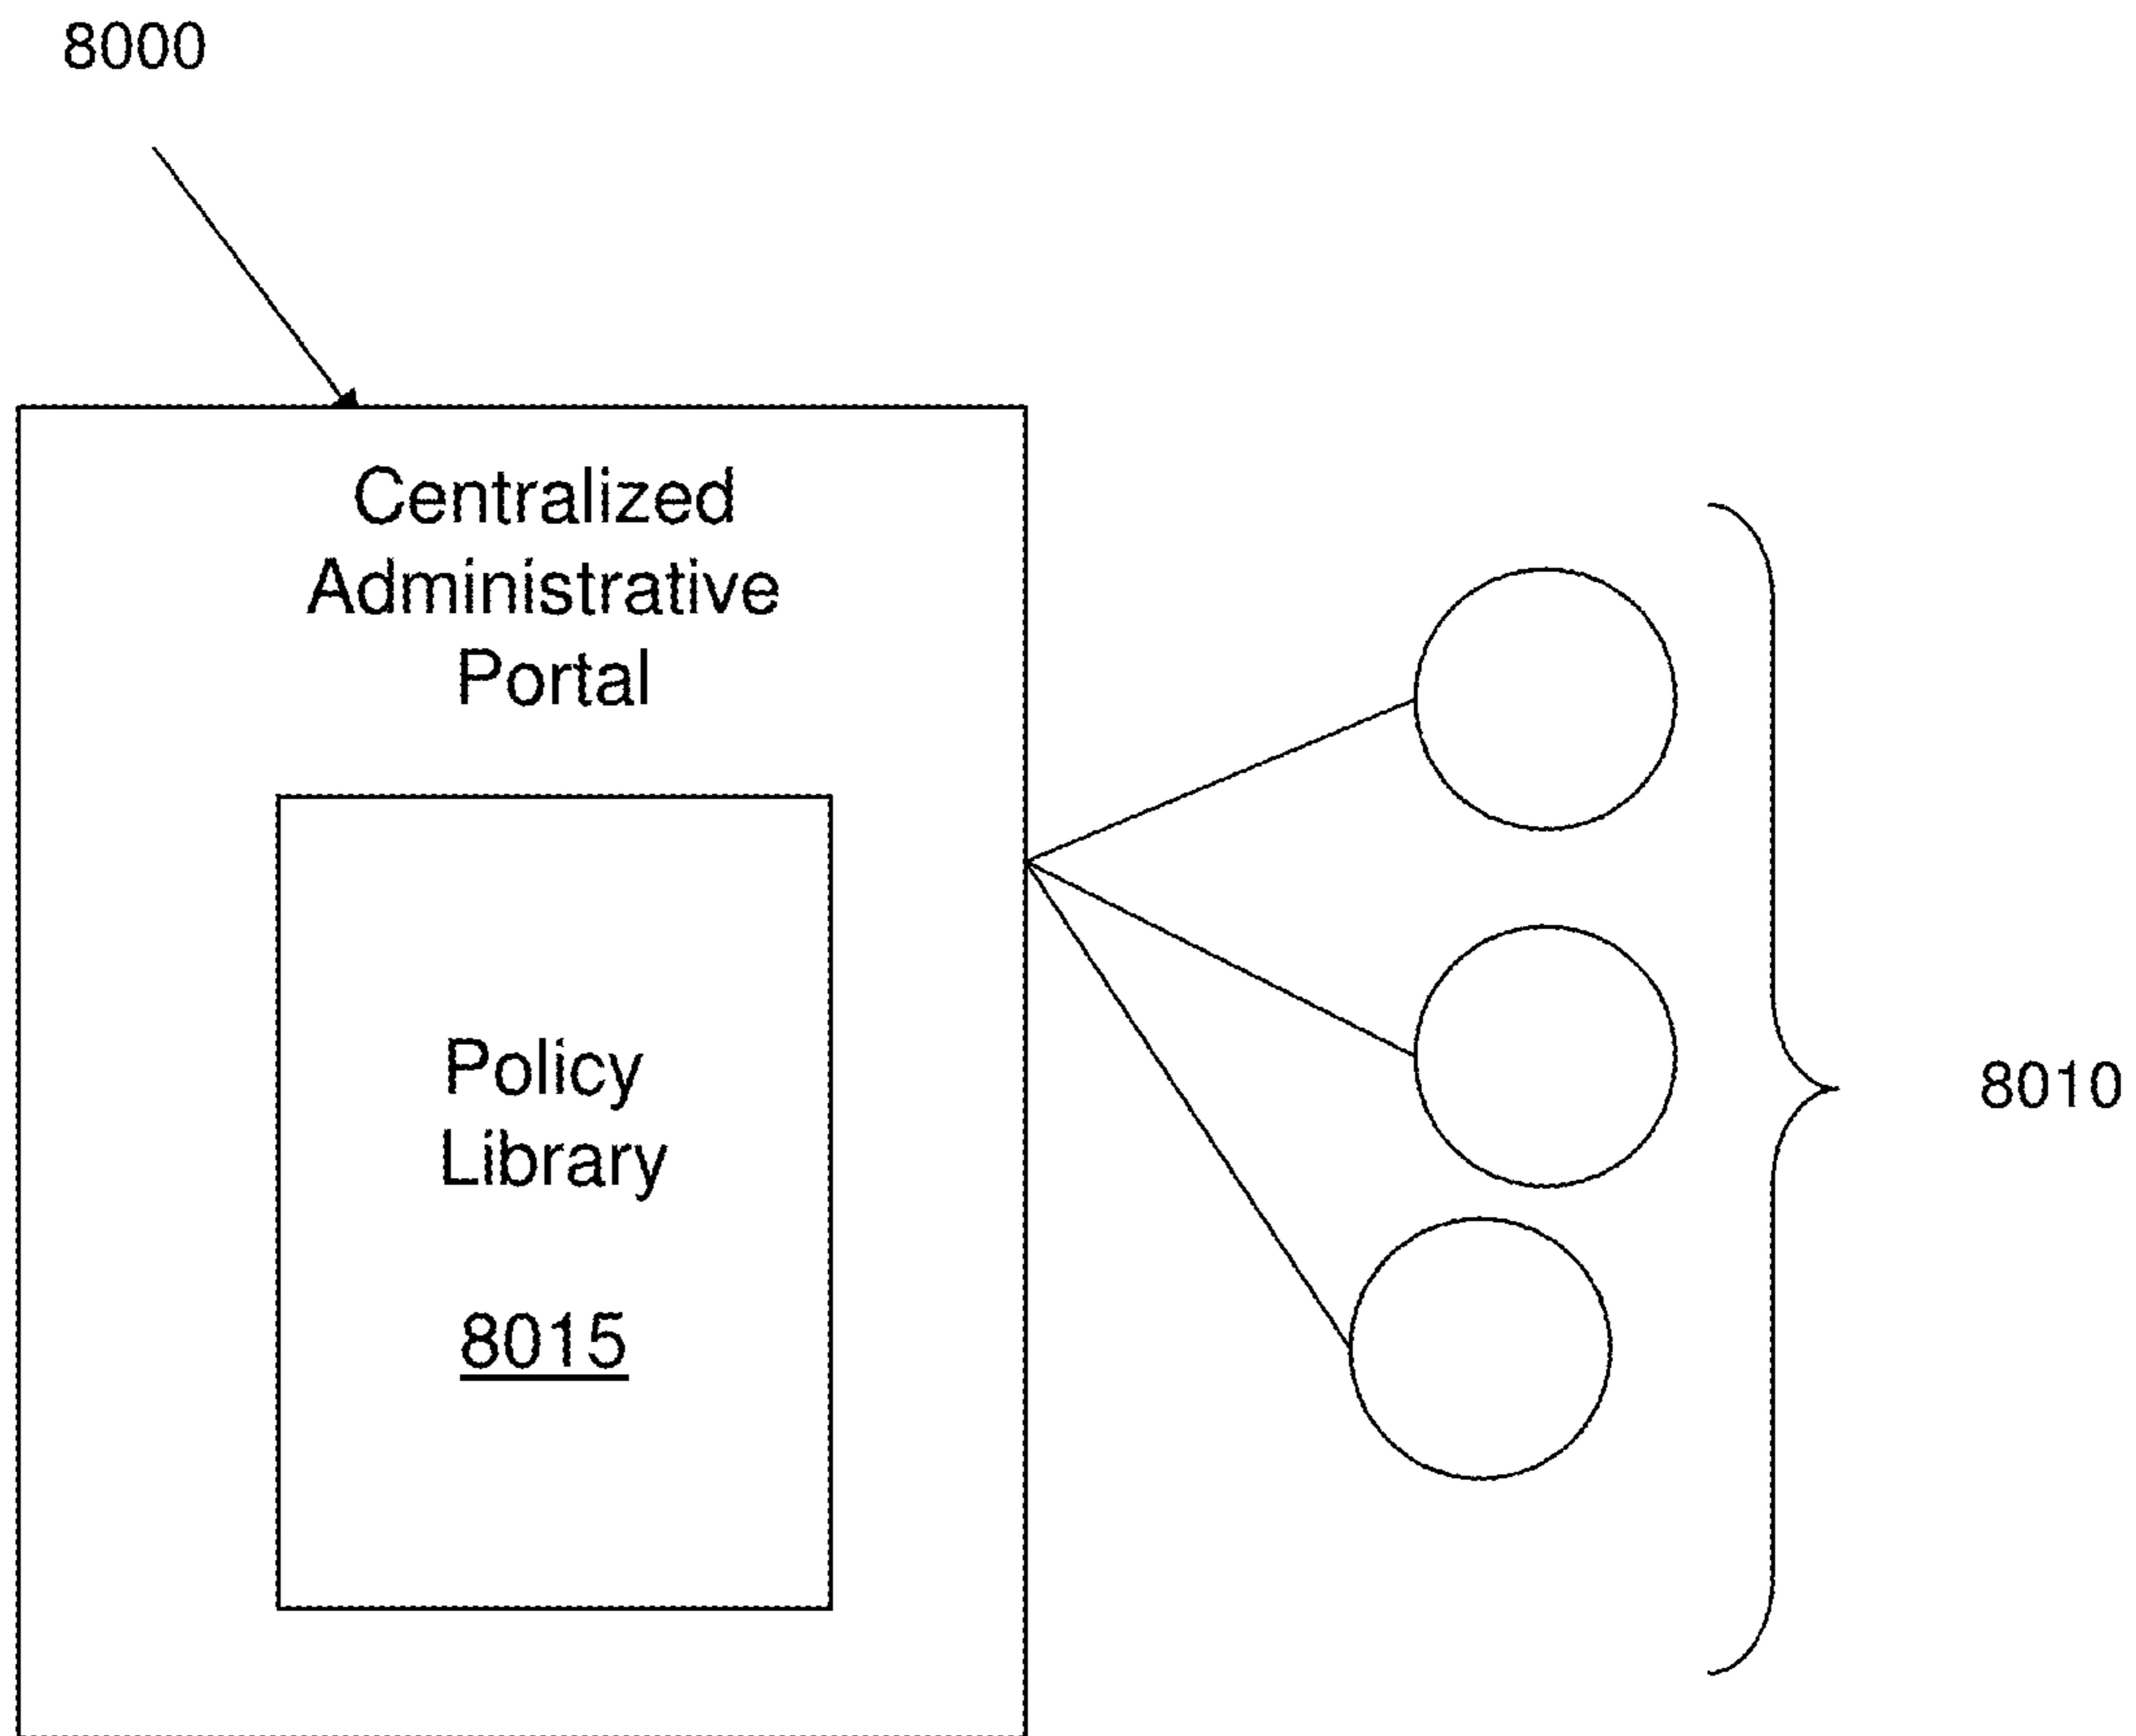 8000
Centralized
Administrative
Portal
Policy
Library
8015
8010